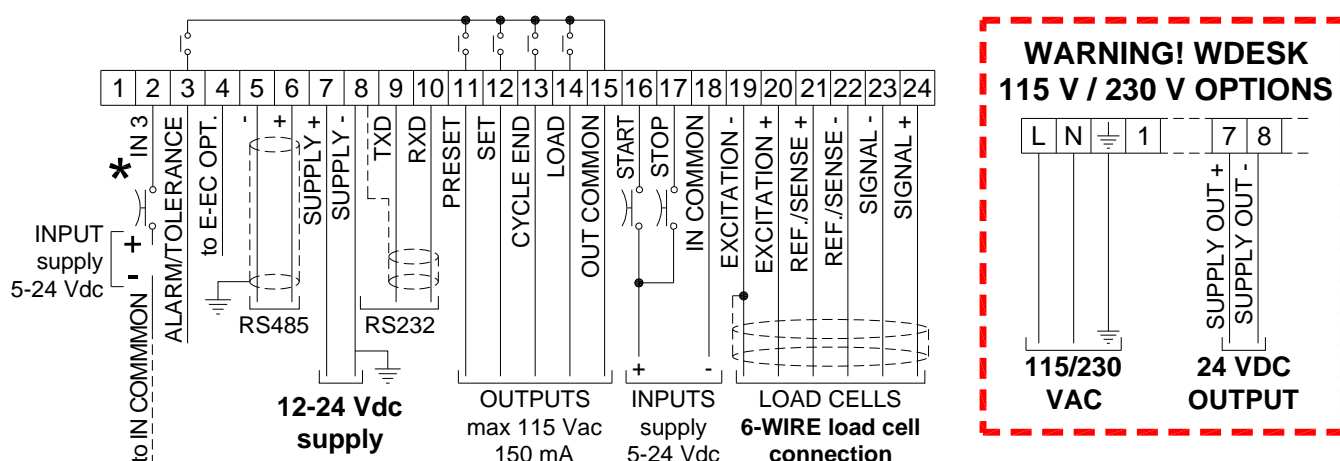 1 2 3 4 5 6 7 8 9 10 11 12 13 14 15 16 17 18 19 20 21 22 23 24
*
IN 3
ALARM/TOLERANCE
to E-EC OPT.
-
+
SUPPLY +
SUPPLY -
TXD
RXD
PRESET
SET
CYCLE END
LOAD
OUT COMMON
START
STOP
IN COMMON
EXCITATION -
EXCITATION +
REF./SENSE +
REF./SENSE -
SIGNAL -
SIGNAL +
INPUT
supply
5-24 Vdc
+
-
to IN COMMMON
RS485
RS232
12-24 Vdc
supply
OUTPUTS
max 115 Vac
150 mA
+ -
INPUTS
supply
5-24 Vdc
LOAD CELLS
6-WIRE load cell
connection
WARNING! WDESK
115 V / 230 V OPTIONS
L N 1 7 8
SUPPLY OUT +
SUPPLY OUT -
115/230
VAC
24 VDC
OUTPUT